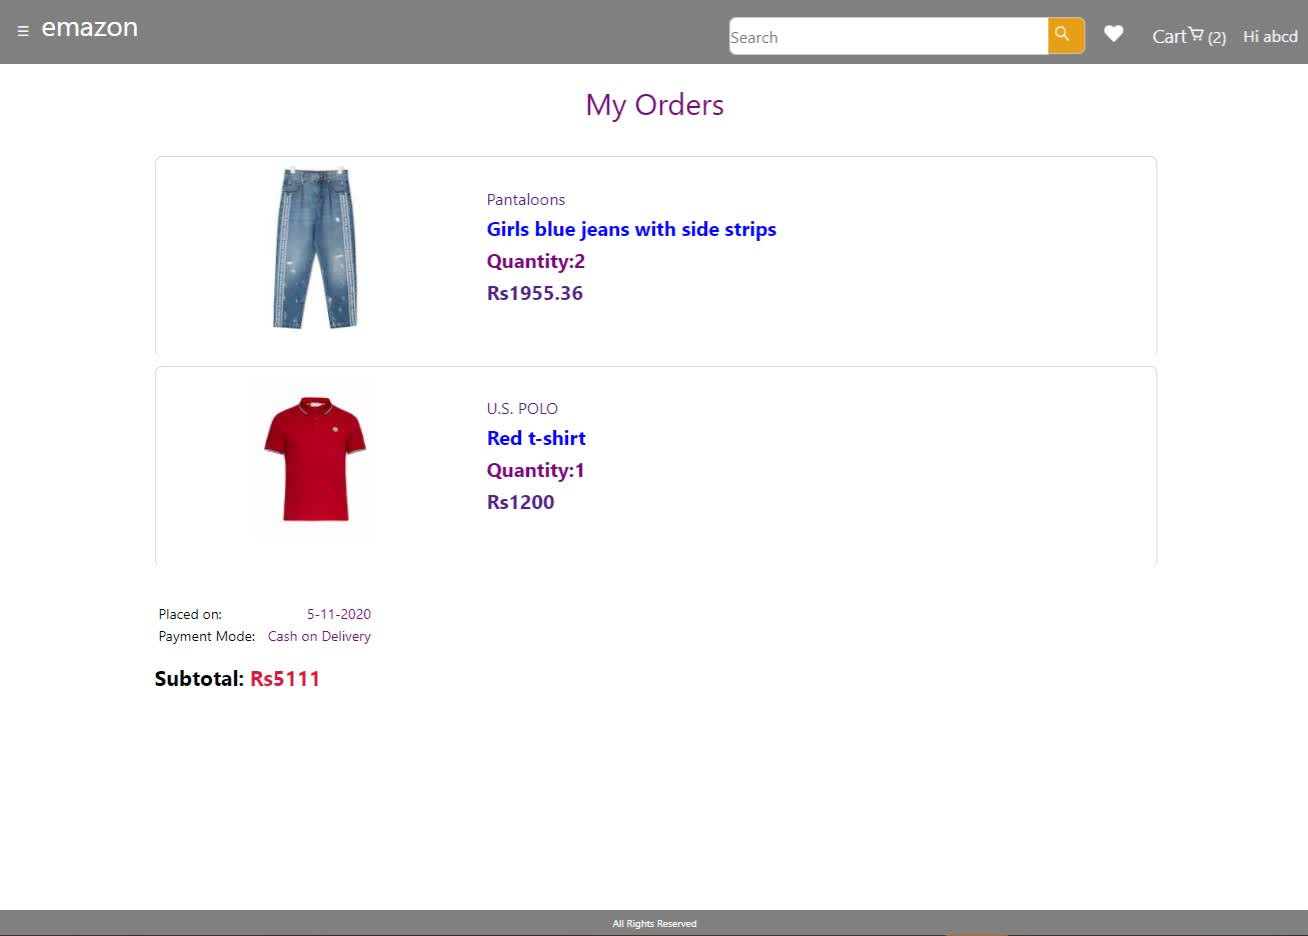 ☰ emazon
Search
Cart (2)
Hi abcd
My Orders
Pantaloons
Girls blue jeans with side strips
Quantity:2
Rs1955.36
U.S. POLO
Red t-shirt
Quantity:1
Rs1200
Placed on: 5-11-2020
Payment Mode: Cash on Delivery
Subtotal: Rs5111
All Rights Reserved